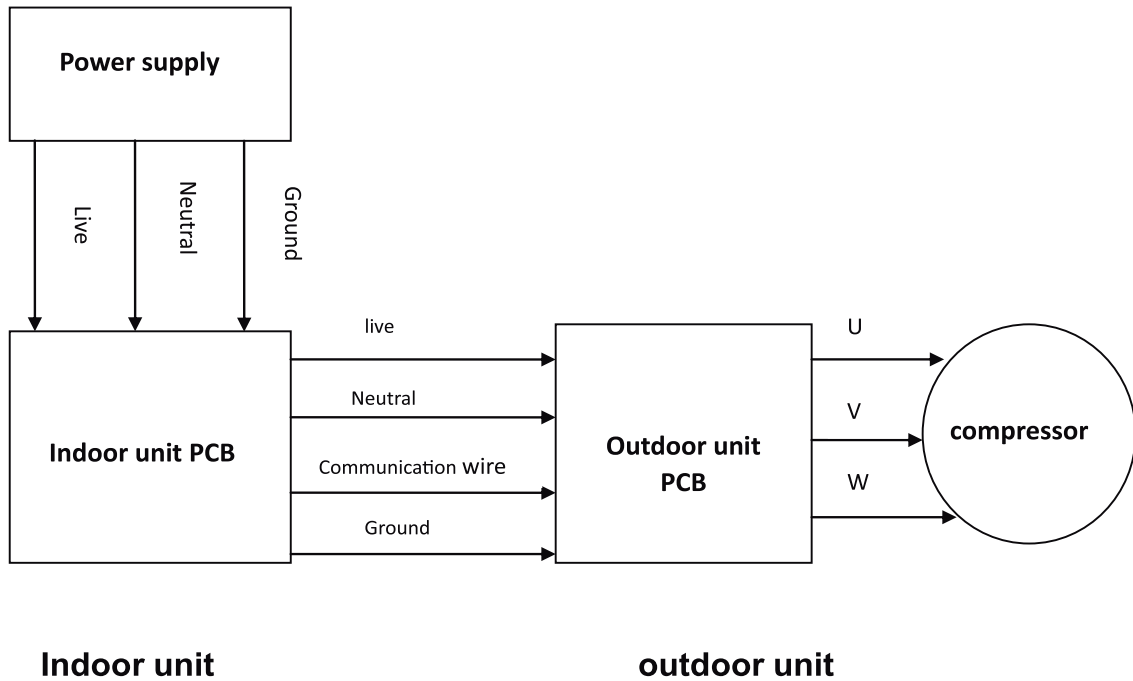 Power supply
Live
Neutral
Ground
live
Neutral
Communication wire
Ground
Indoor unit PCB
Outdoor unit
PCB
U
V
W
compressor
Indoor unit
outdoor unit